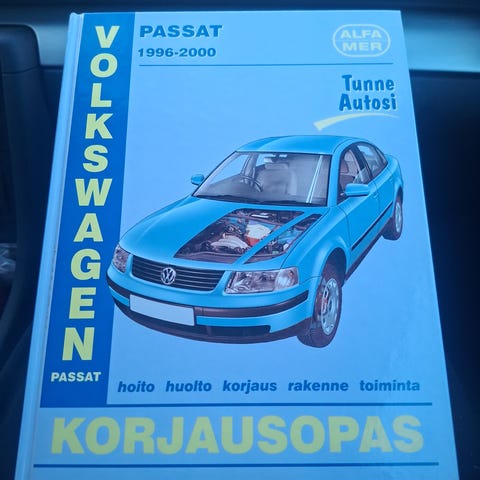 VOLKSWAGEN
PASSAT
PASSAT
1996-2000
ALFA
MER
Tunne
Autosi
hoito huolto korjaus rakenne toiminta
KORJAUSOPAS